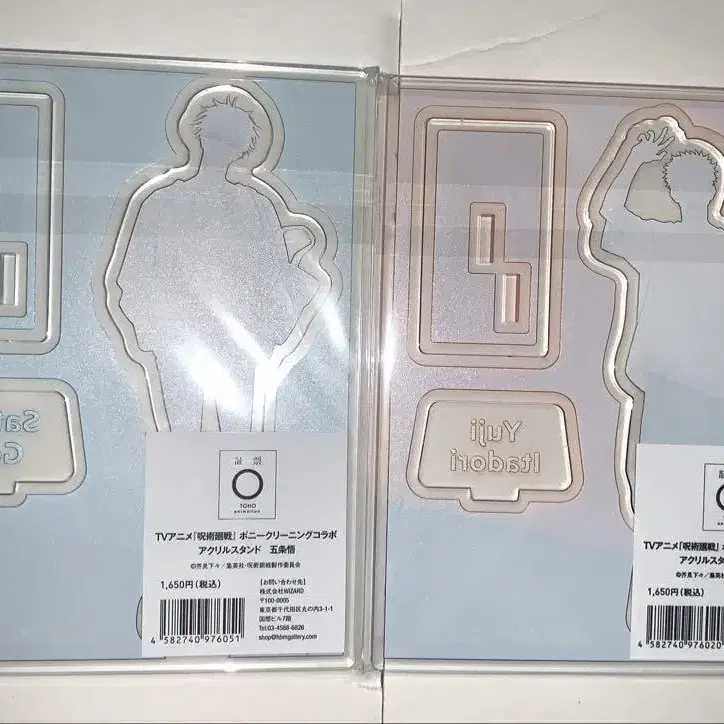 Sat
Go
証票
TOHO
animation
TVアニメ「呪術廻戦」 ポニークリーニングコラボ
アクリルスタンド 五条悟
©芥見下々／集英社・呪術廻戦製作委員会
1,650円(税込)
【お問い合わせ先】
株式会社WIZARD
〒100-0005
東京都千代田区丸の内3-1-1
国際ビル7階
Tel:03-4588-6826
shop@hbmgallery.com
4 582740 976051
Yuji
Itadori
TVアニメ「呪術廻戦」
アクリルスタ
©芥見下々／集英社
1,650円(税込)
4 582740 97602